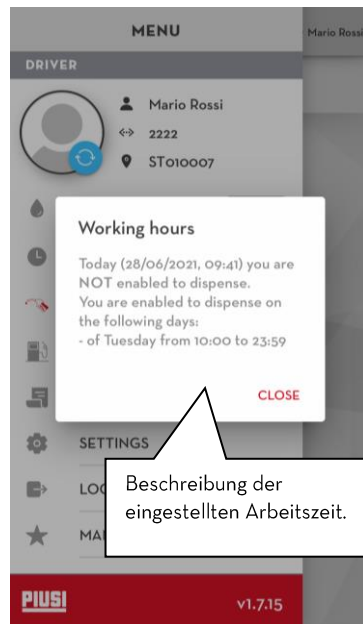 MENU
Mario Rossi
DRIVER
Mario Rossi
2222
ST010007
Working hours
Today (28/06/2021, 09:41) you are
NOT enabled to dispense.
You are enabled to dispense on
the following days:
- of Tuesday from 10:00 to 23:59
CLOSE
SETTINGS
LOG
Beschreibung der
eingestellten Arbeitszeit.
MA
PIUSI
v1.7.15